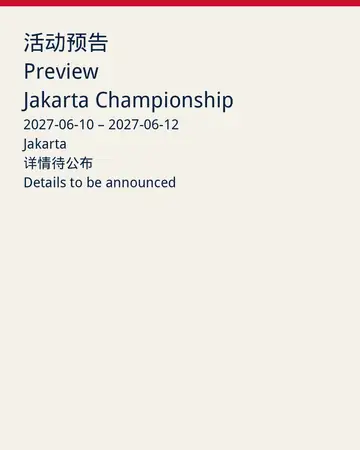 活动预告
Preview
Jakarta Championship
2027-06-10 – 2027-06-12
Jakarta
详情待公布
Details to be announced